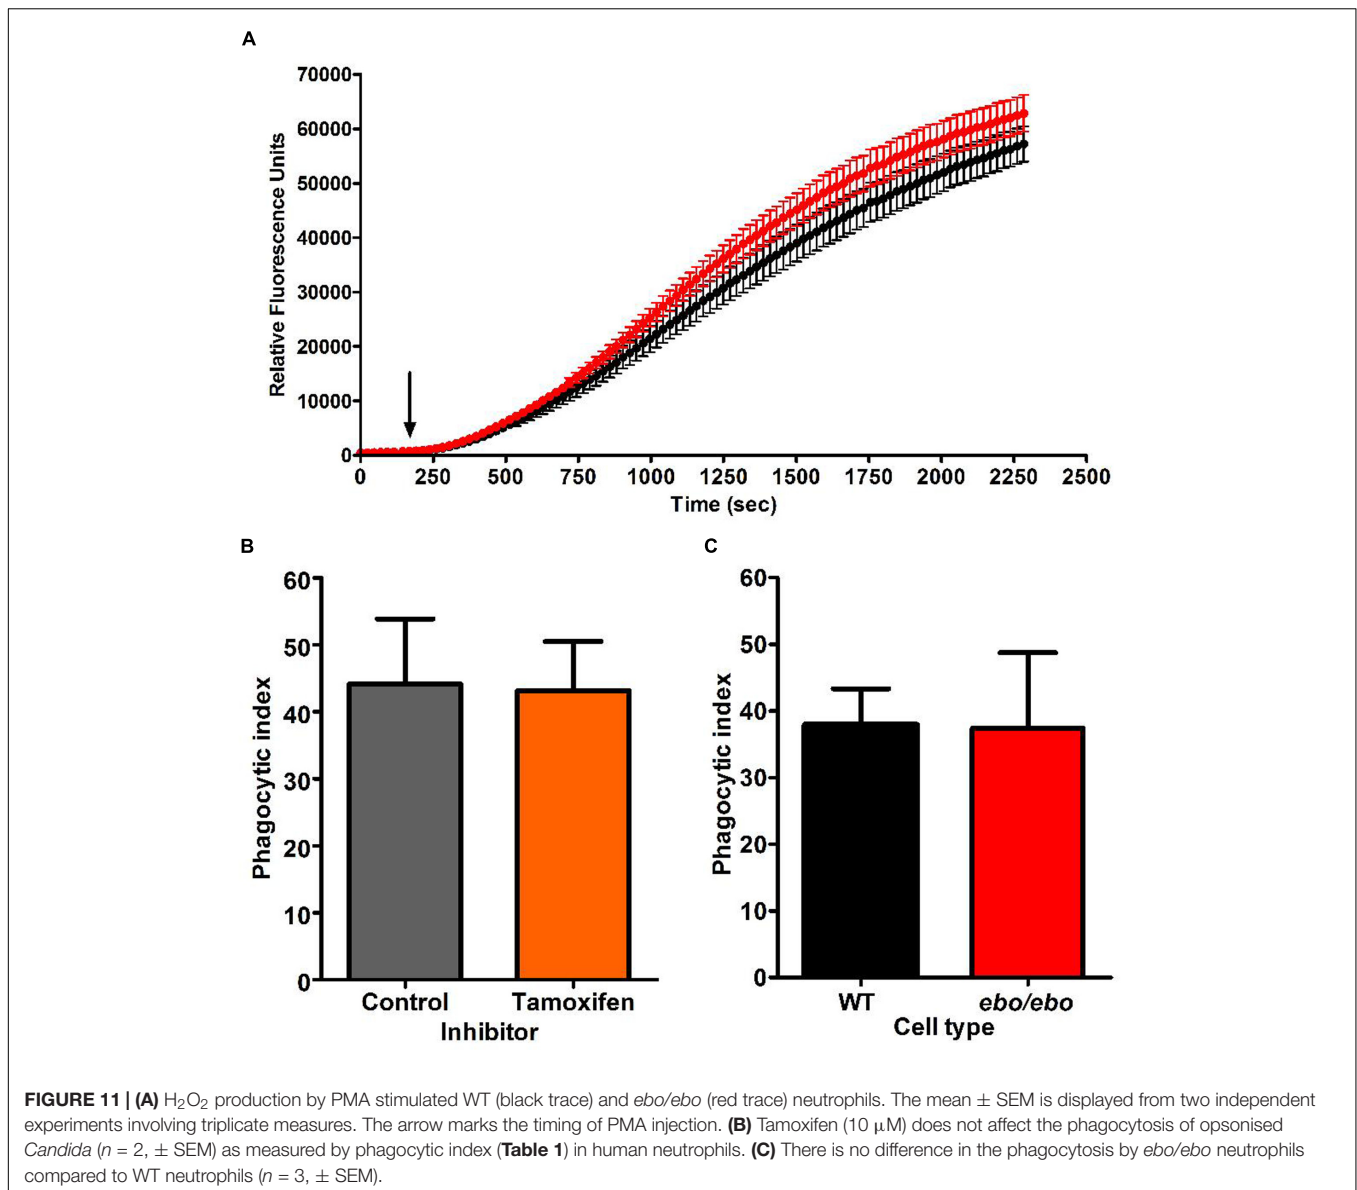 A
70000
60000
50000
40000
30000
20000
10000
0
Relative Fluorescence Units
0 250 500 750 1000 1250 1500 1750 2000 2250 2500
Time (sec)
B
60
50
40
30
20
10
0
Phagocytic index
Control Tamoxifen
Inhibitor
C
60
50
40
30
20
10
0
Phagocytic index
WT ebo/ebo
Cell type
FIGURE 11 | (A) H₂O₂ production by PMA stimulated WT (black trace) and ebo/ebo (red trace) neutrophils. The mean ± SEM is displayed from two independent
experiments involving triplicate measures. The arrow marks the timing of PMA injection. (B) Tamoxifen (10 μM) does not affect the phagocytosis of opsonised
Candida (n = 2, ± SEM) as measured by phagocytic index (Table 1) in human neutrophils. (C) There is no difference in the phagocytosis by ebo/ebo neutrophils
compared to WT neutrophils (n = 3, ± SEM).